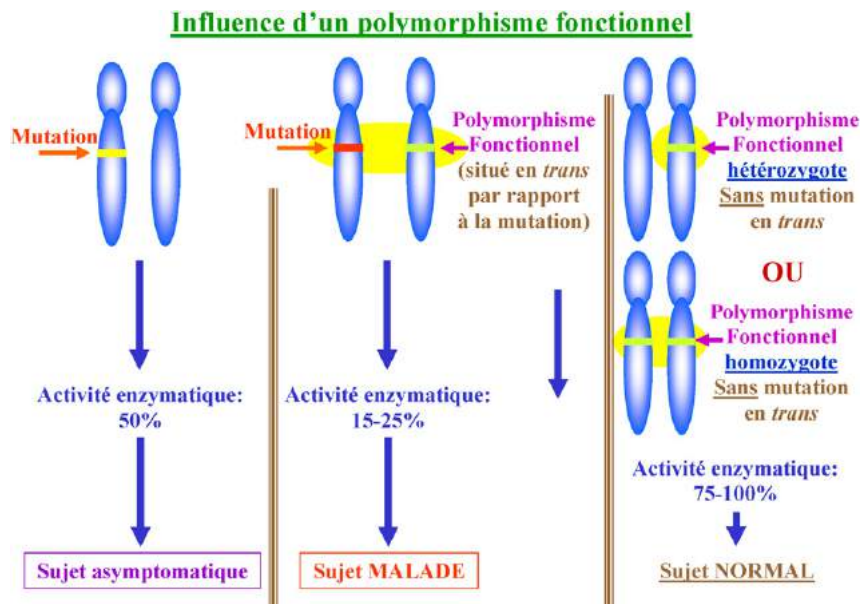 Influence d'un polymorphisme fonctionnel
Mutation
Activité enzymatique:
50%
Sujet asymptomatique
Mutation
Polymorphisme
Fonctionnel
(situé en trans
par rapport
à la mutation)
Activité enzymatique:
15-25%
Sujet MALADE
Polymorphisme
Fonctionnel
hétérozygote
Sans mutation
en trans
OU
Polymorphisme
Fonctionnel
homozygote
Sans mutation
en trans
Activité enzymatique:
75-100%
Sujet NORMAL